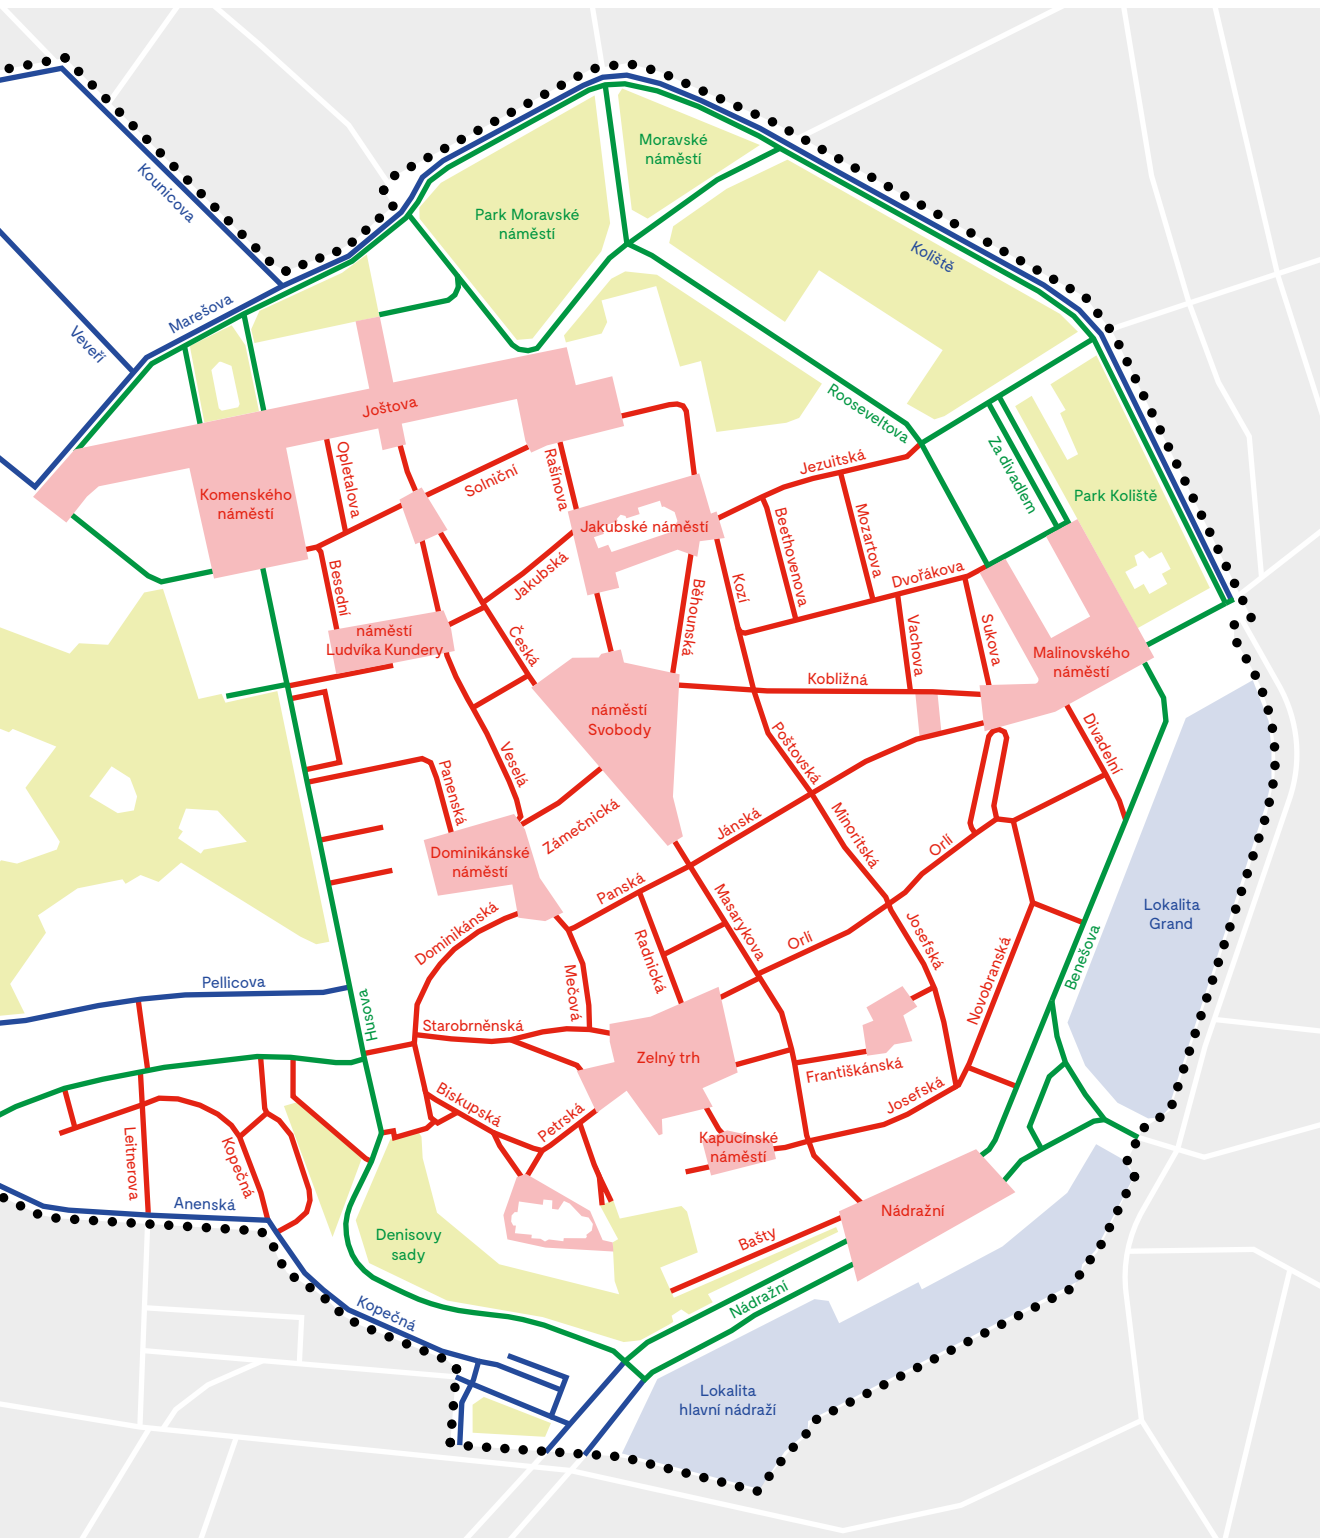 Moravské
náměstí
Kounicova
Park Moravské
náměstí
Koliště
Marešova
Veveří
Joštova
Rooseveltova
Opletalova
Solniční
Rašínova
Jezuitská
Za divadlem
Komenského
náměstí
Park Koliště
Jakubské náměstí
Beethovenova
Mozartova
Besední
Jakubská
Běhounská
Kozí
Dvořákova
náměstí
Ludvíka Kundery
Česká
Vachova
Sukova
Malinovského
náměstí
Kobližná
náměstí
Svobody
Divadelní
Poštovská
Veselá
Panenská
Zámečnická
Jánská
Minoritská
Orlí
Dominikánské
náměstí
Panská
Masarykova
Lokalita
Grand
Dominikánská
Radnická
Orlí
Josefská
Benešova
Mečová
Novobranská
Pellicova
Husova
Starobrněnská
Zelný trh
Františkánská
Biskupská
Petrská
Josefská
Kapucínské
náměstí
Leitnerova
Kopečná
Anenská
Denisovy
sady
Nádražní
Bašty
Nádražní
Kopečná
Lokalita
hlavní nádraží